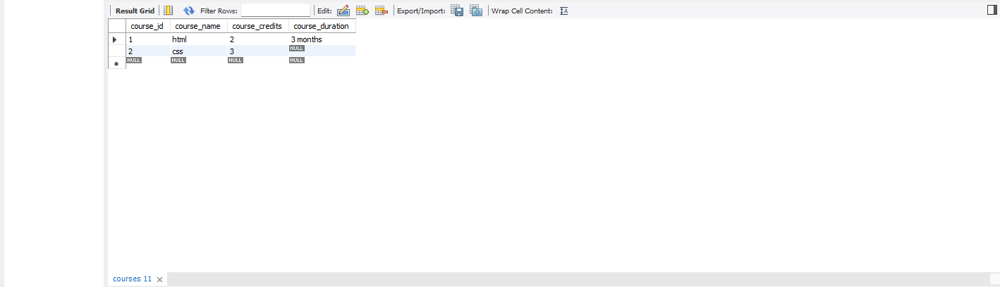 Result Grid Filter Rows: Edit: Export/Import: Wrap Cell Content: IA
course_id course_name course_credits course_duration
1 html 2 3 months
2 css 3 NULL
NULL NULL NULL NULL
courses 11